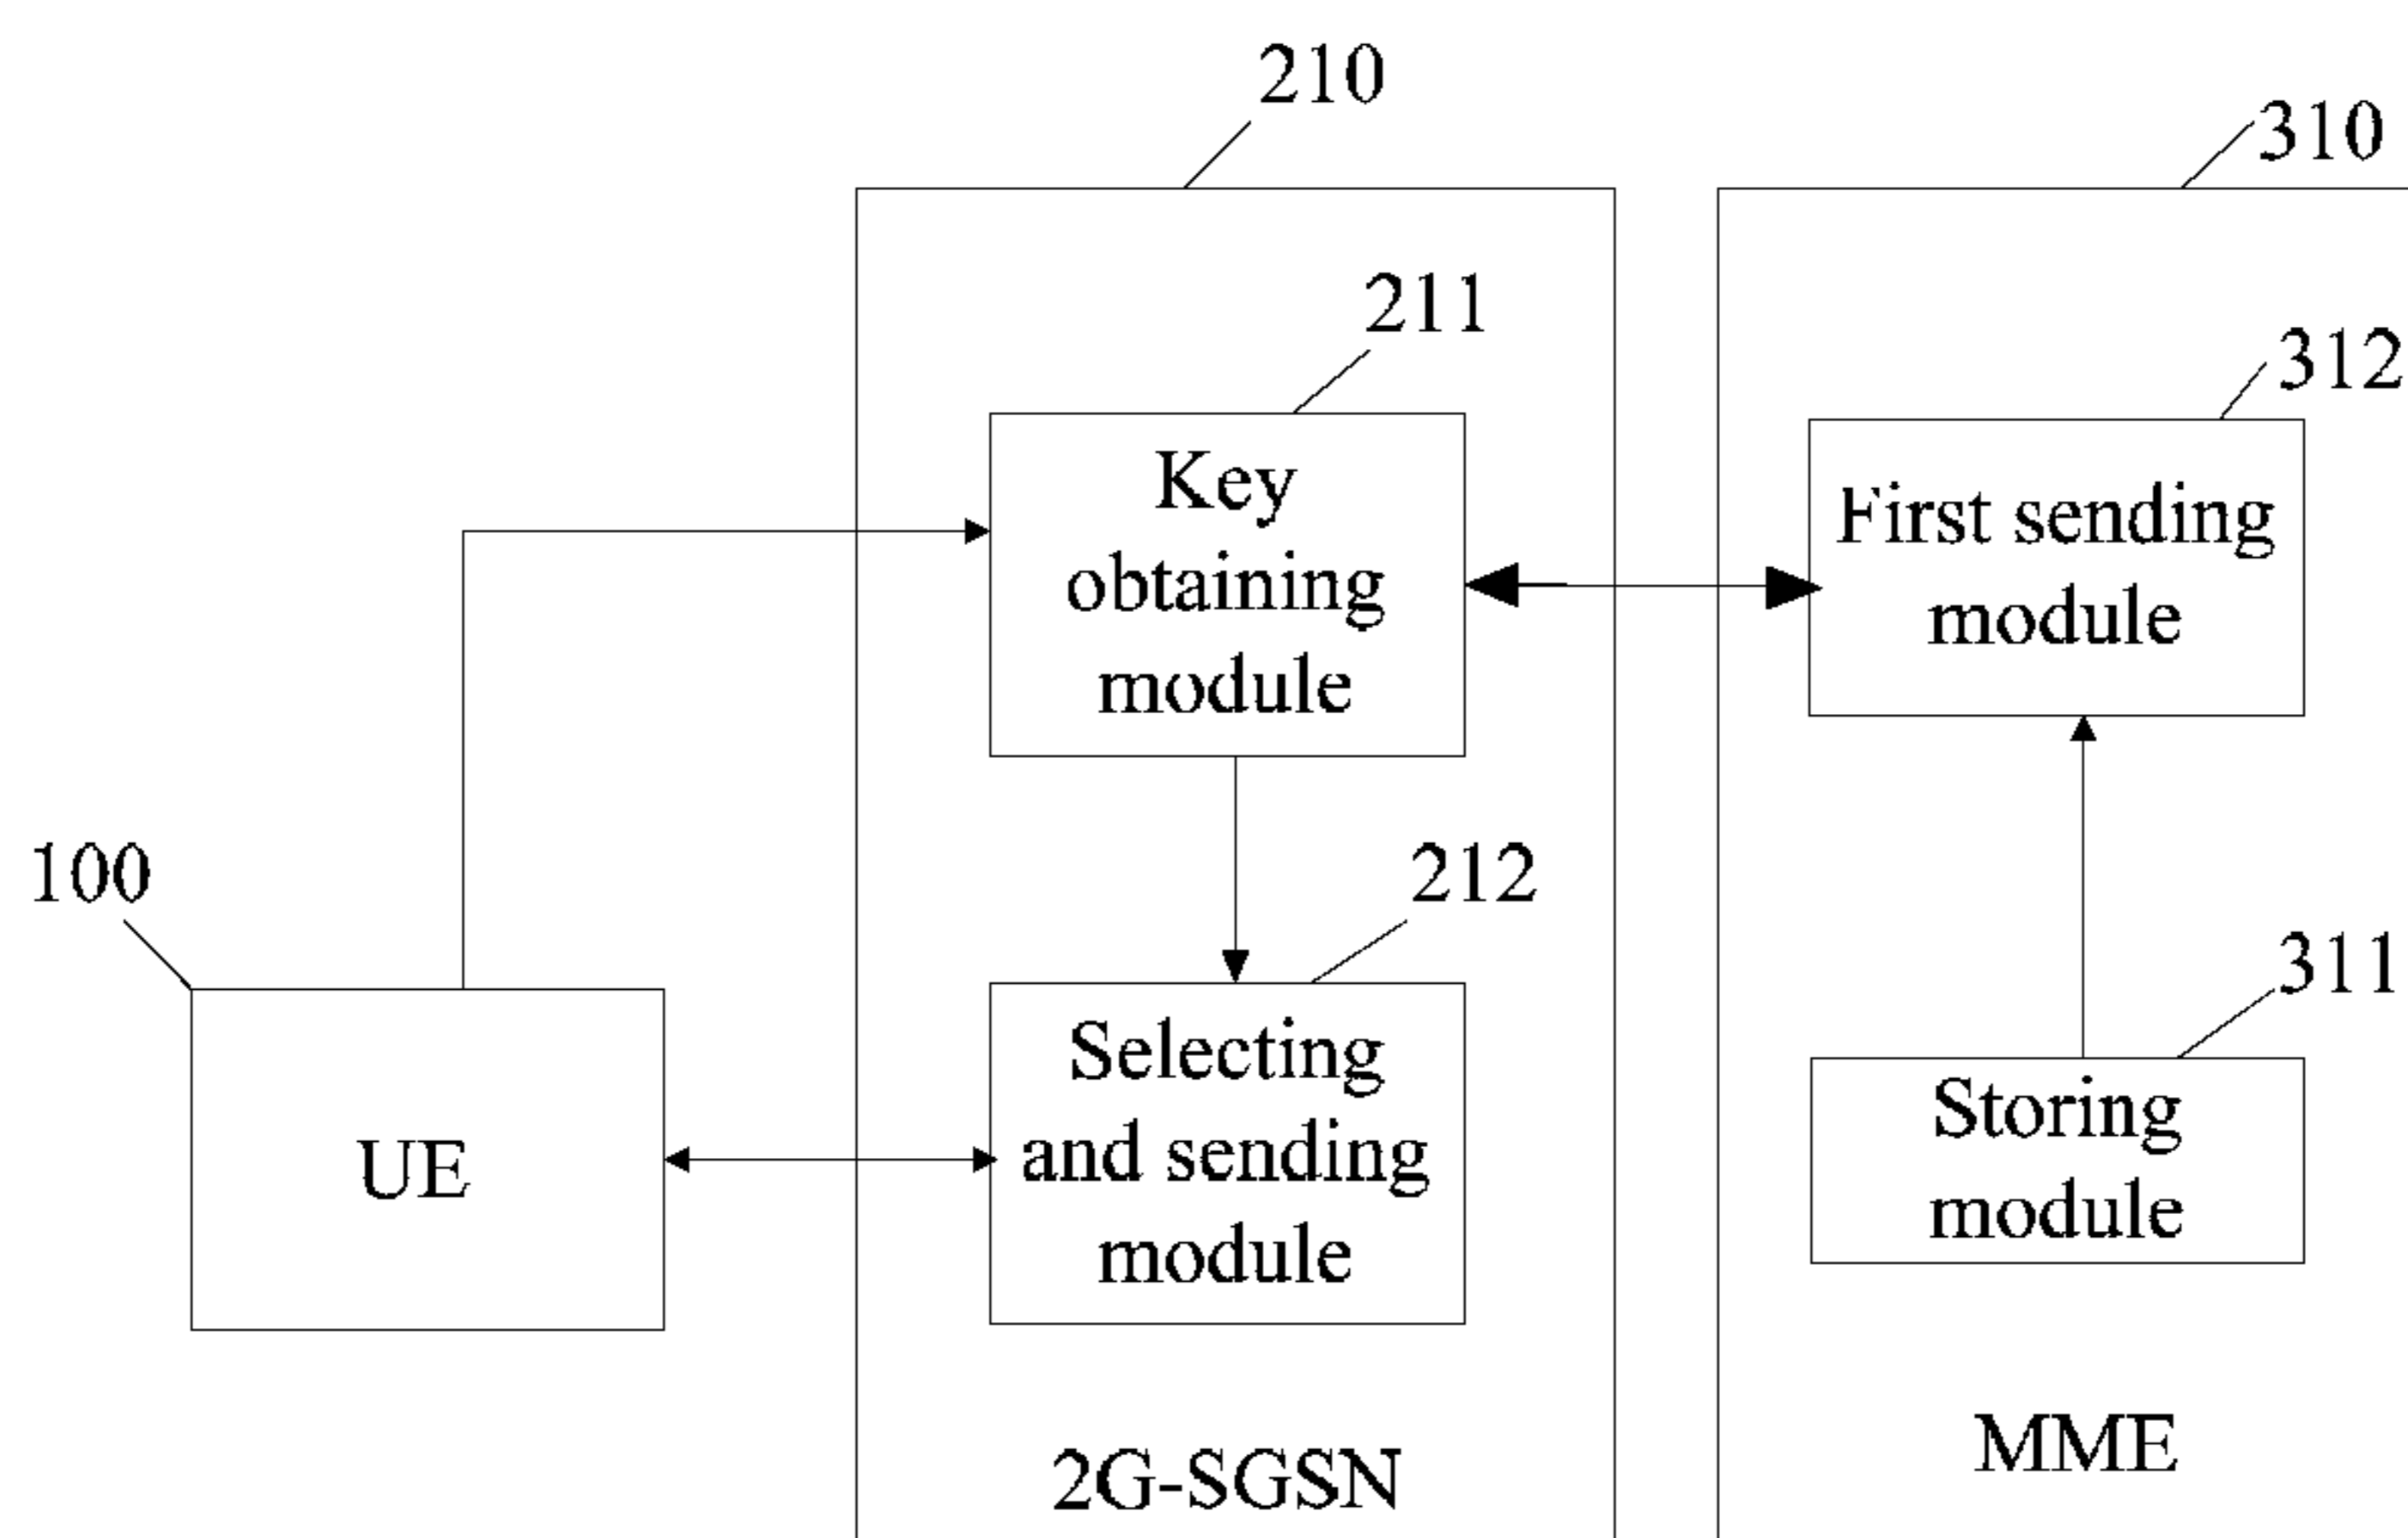 210
310
211
312
Key
obtaining
module
First sending
module
100
212
311
UE
Selecting
and sending
module
Storing
module
2G-SGSN
MME